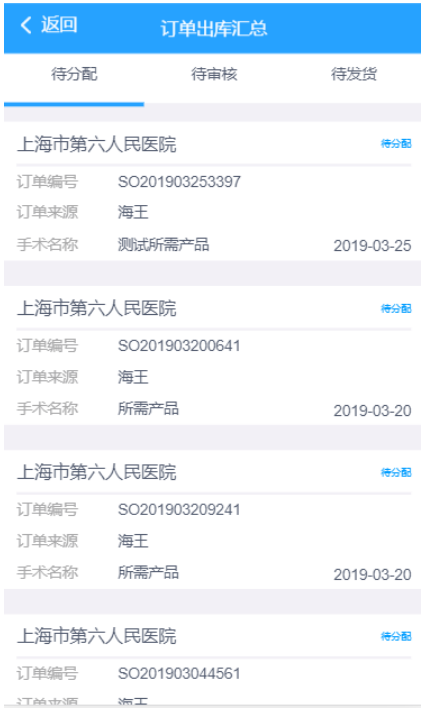 返回 订单出库汇总
待分配 待审核 待发货
上海市第六人民医院 待分配
订单编号 SO201903253397
订单来源 海王
手术名称 测试所需产品 2019-03-25
上海市第六人民医院 待分配
订单编号 SO201903200641
订单来源 海王
手术名称 所需产品 2019-03-20
上海市第六人民医院 待分配
订单编号 SO201903209241
订单来源 海王
手术名称 所需产品 2019-03-20
上海市第六人民医院 待分配
订单编号 SO201903044561
订单来源 海王